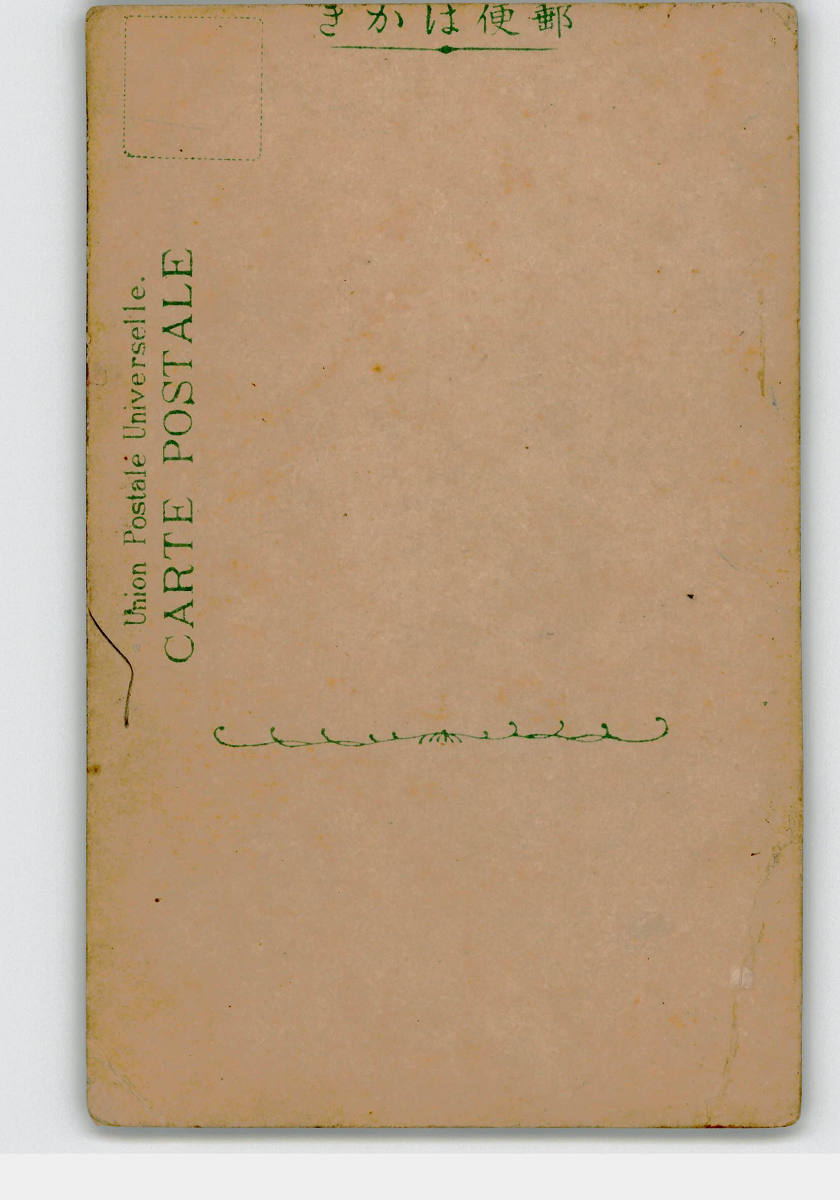 郵便はかき
Union Postale Universelle.
CARTE POSTALE